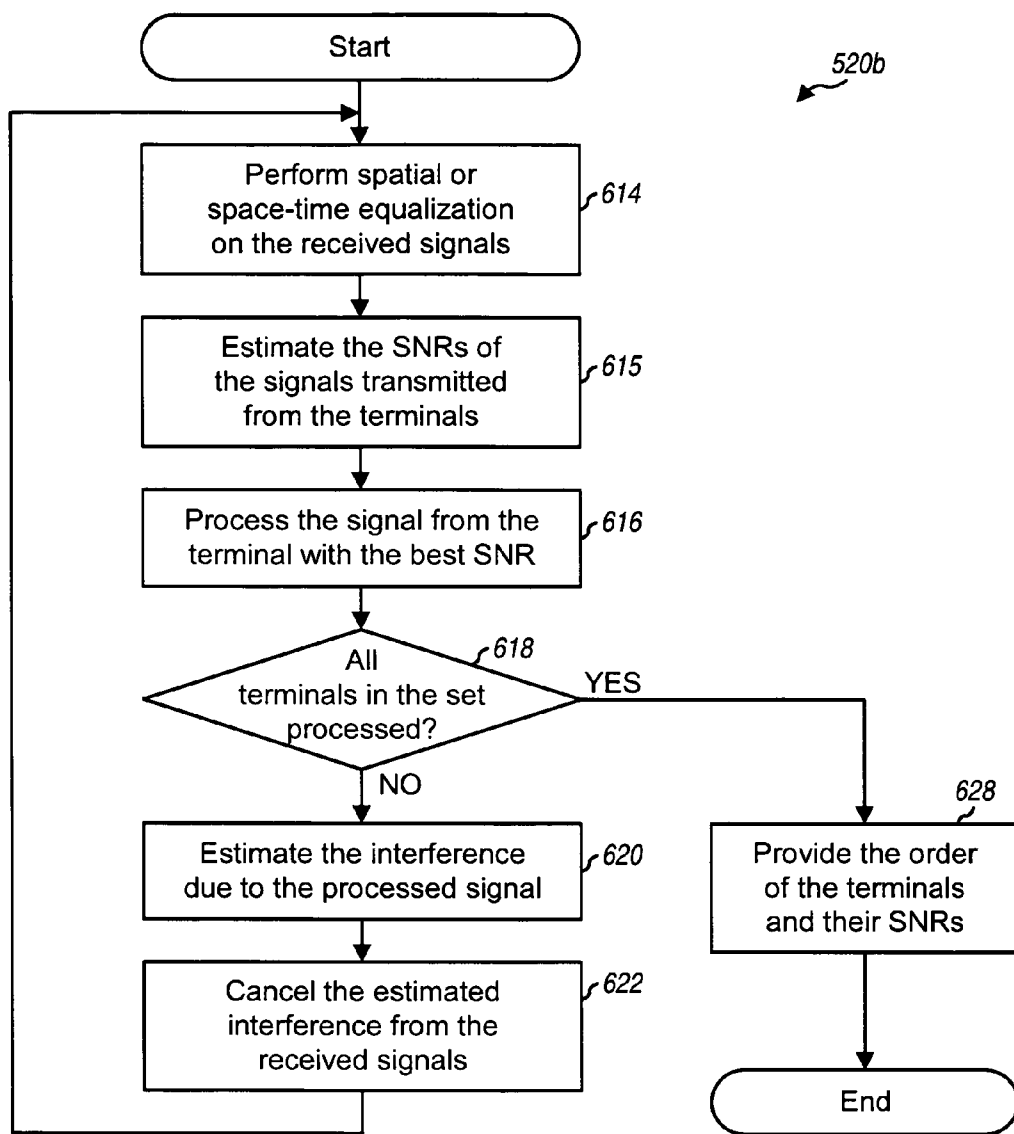 Start
520b
Perform spatial or
space-time equalization
on the received signals
614
Estimate the SNRs of
the signals transmitted
from the terminals
615
Process the signal from the
terminal with the best SNR
616
All
terminals in the set
processed?
618
YES
NO
Estimate the interference
due to the processed signal
620
Cancel the estimated
interference from the
received signals
622
628
Provide the order
of the terminals
and their SNRs
End